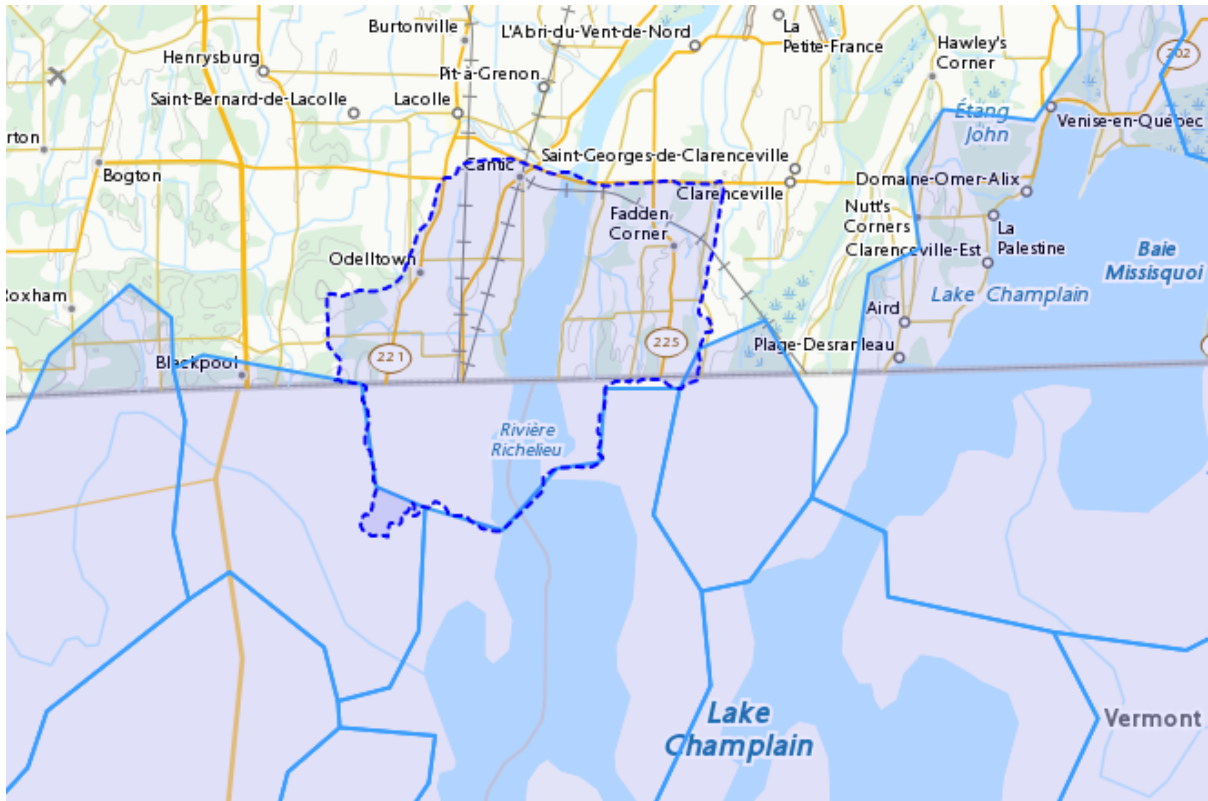 Burtonville
L'Abri-du-Vent-de-Nord
La
Petite-France
Hawley's
Corner
202
Henrysburg
Pit-à-Grenon
Saint-Bernard-de-Lacolle
Lacolle
Étang
John
Venise-en-Québec
rton
Bogton
Cantic
Saint-Georges-de-Clarenceville
Clarenceville
Domaine-Omer-Alix
Nutt's
Corners
Fadden
Corner
La
Palestine
Clarenceville-Est
Baie
Missisquoi
Odelltown
Roxham
Lake Champlain
Aird
221
225
Plage-Desranleau
Blackpool
Rivière
Richelieu
Lake
Champlain
Vermont